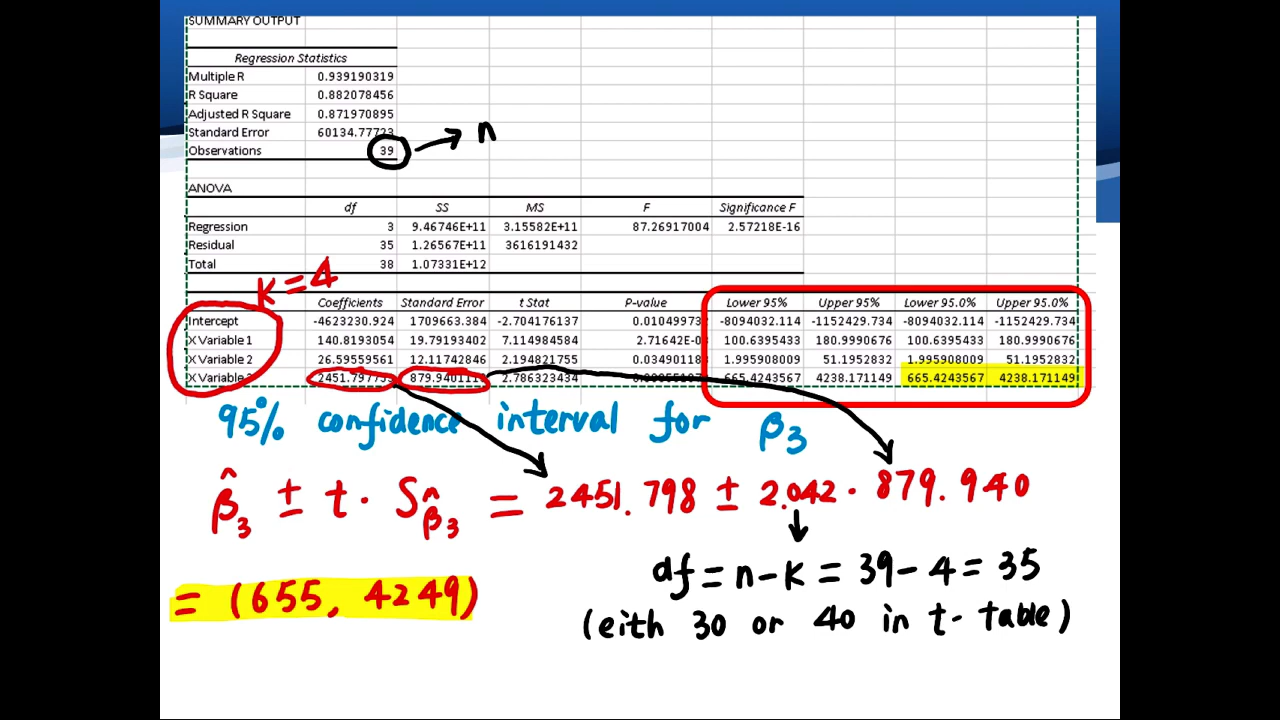 SUMMARY OUTPUT
Regression Statistics
Multiple R 0.939190319
R Square 0.882078456
Adjusted R Square 0.871970895
Standard Error 60134.77723
Observations 39 n
ANOVA
df SS MS F Significance F
Regression 3 9.46746E+11 3.15582E+11 87.26917004 2.57218E-16
Residual 35 1.26567E+11 3616191432
Total 38 1.07331E+12
K = 4
Coefficients Standard Error t Stat P-value Lower 95% Upper 95% Lower 95.0% Upper 95.0%
Intercept -4623230.924 1709663.384 -2.704176137 -8094032.114 -1152429.734 -8094032.114 -1152429.734
X Variable 1 140.8193054 19.79193402 7.114984584 100.6395433 180.9990676 100.6395433 180.9990676
X Variable 2 26.59559561 12.11742846 2.194821755 1.995908009 51.1952832 1.995908009 51.1952832
X Variable 2.786323434 665.4243567 4238.171149 665.4243567 4238.171149
95% confidence interval for β3
β̂3 ± t · Sβ̂3 = 2451.798 ± 2.042 · 879.940
df = n - K = 39 - 4 = 35
= (655, 4249)
(eith 30 or 40 in t- table)